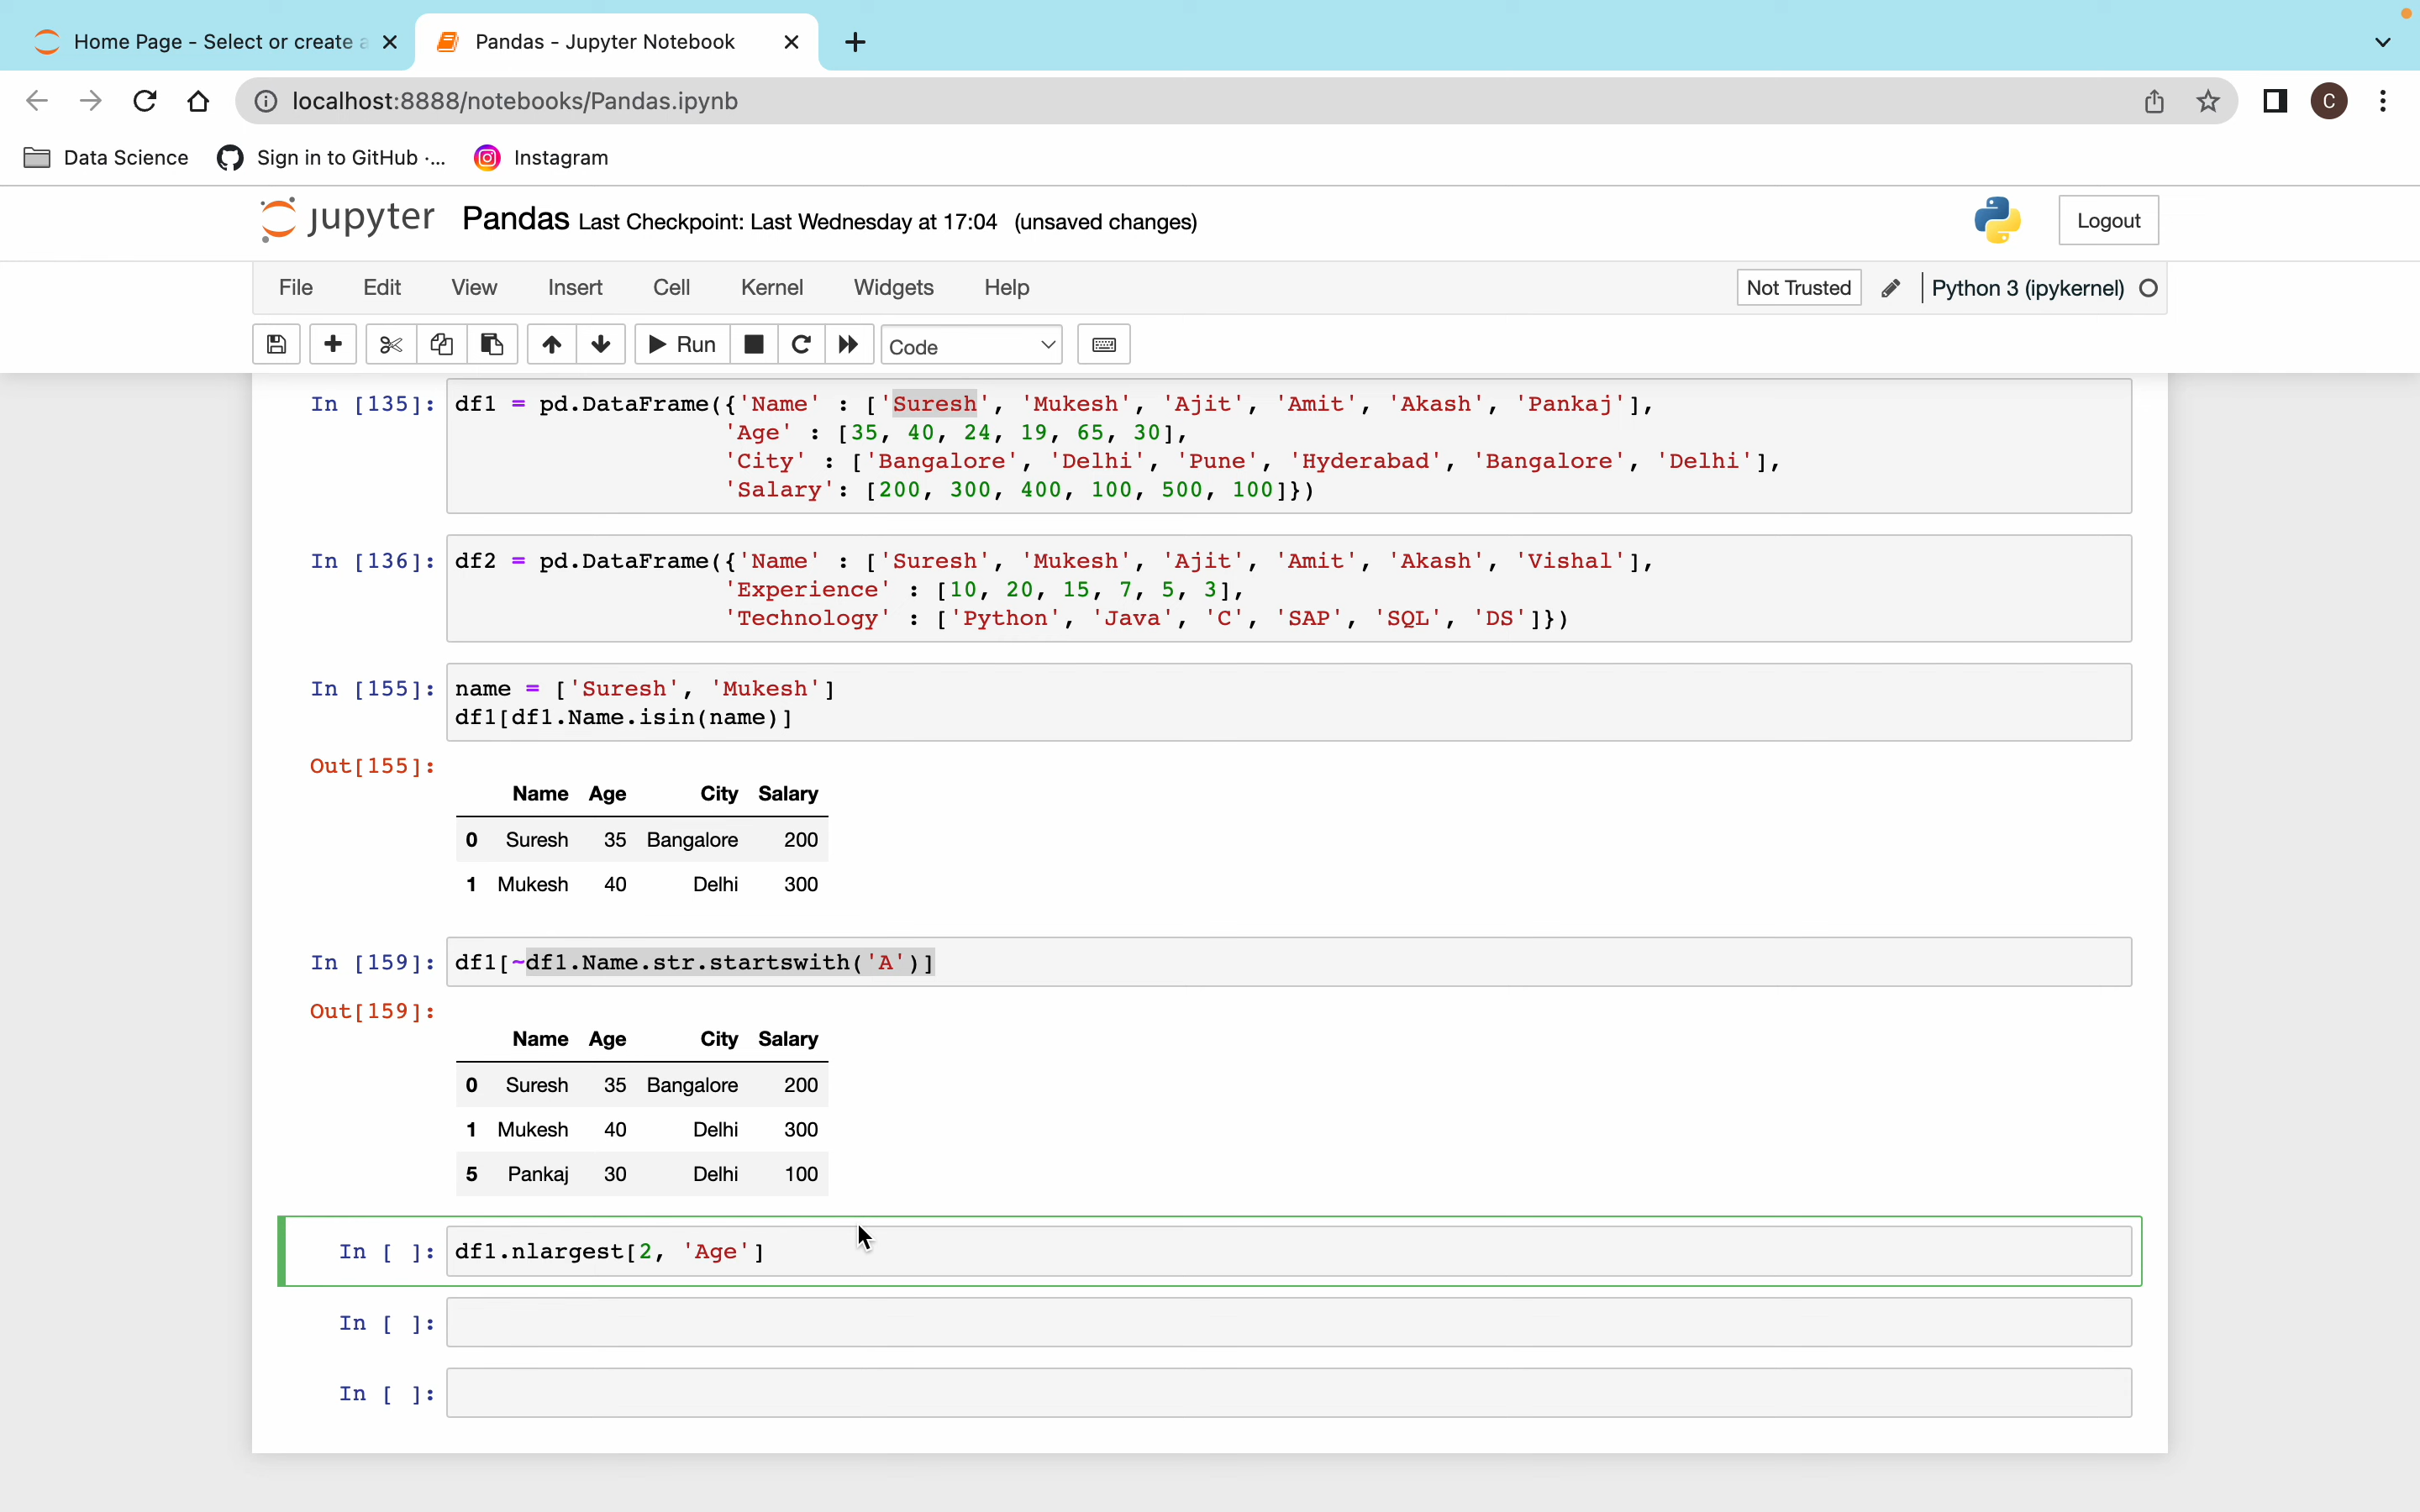 Home Page - Select or create a
Pandas - Jupyter Notebook
localhost:8888/notebooks/Pandas.ipynb
C
Data Science
Sign in to GitHub ·...
Instagram
jupyter Pandas Last Checkpoint: Last Wednesday at 17:04 (unsaved changes)
Logout
File Edit View Insert Cell Kernel Widgets Help
Not Trusted
Python 3 (ipykernel)
Run
Code
In [135]: df1 = pd.DataFrame({'Name' : ['Suresh', 'Mukesh', 'Ajit', 'Amit', 'Akash', 'Pankaj'],
'Age' : [35, 40, 24, 19, 65, 30],
'City' : ['Bangalore', 'Delhi', 'Pune', 'Hyderabad', 'Bangalore', 'Delhi'],
'Salary': [200, 300, 400, 100, 500, 100]})
In [136]: df2 = pd.DataFrame({'Name' : ['Suresh', 'Mukesh', 'Ajit', 'Amit', 'Akash', 'Vishal'],
'Experience' : [10, 20, 15, 7, 5, 3],
'Technology' : ['Python', 'Java', 'C', 'SAP', 'SQL', 'DS']})
In [155]: name = ['Suresh', 'Mukesh']
df1[df1.Name.isin(name)]
Out[155]:
Name Age City Salary
0 Suresh 35 Bangalore 200
1 Mukesh 40 Delhi 300
In [159]: df1[~df1.Name.str.startswith('A')]
Out[159]:
Name Age City Salary
0 Suresh 35 Bangalore 200
1 Mukesh 40 Delhi 300
5 Pankaj 30 Delhi 100
In [ ]: df1.nlargest[2, 'Age']
In [ ]:
In [ ]: